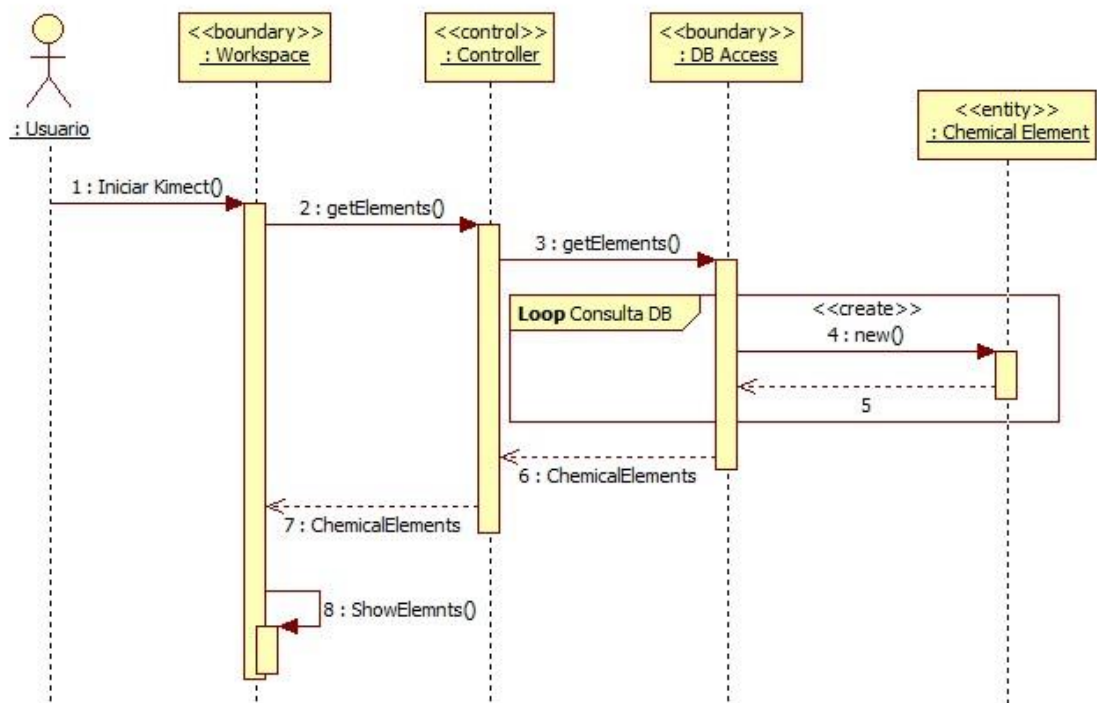 <<boundary>>
: Workspace
<<control>>
: Controller
<<boundary>>
: DB Access
<<entity>>
: Chemical Element
: Usuario
1 : Iniciar Kimect()
2 : getElements()
3 : getElements()
Loop Consulta DB
<<create>>
4 : new()
5
6 : ChemicalElements
7 : ChemicalElements
8 : ShowElemnts()